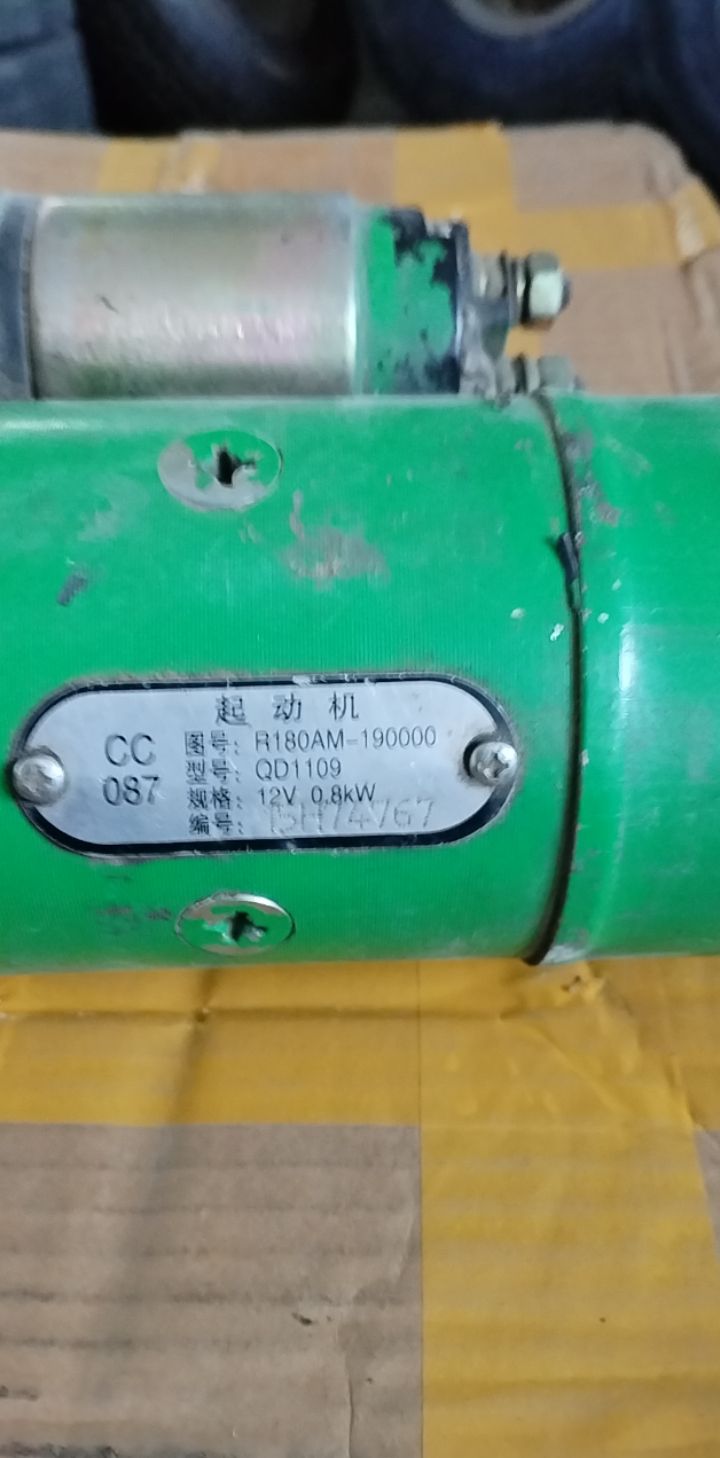 起动机
CC
087
图号: R180AM-190000
型号: QD1109
规格: 12V 0.8kW
编号: 15H74767